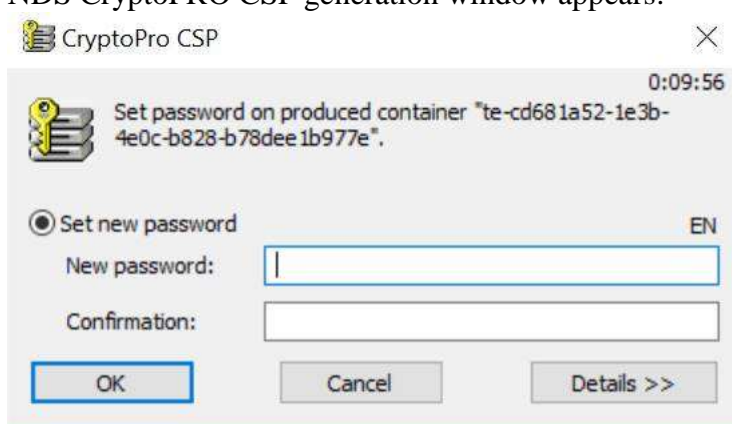 NDS CryptoPRO CSP generation window appears:
CryptoPro CSP
0:09:56
Set password on produced container "te-cd681a52-1e3b-
4e0c-b828-b78dee1b977e".
Set new password
EN
New password:
Confirmation:
OK Cancel Details >>